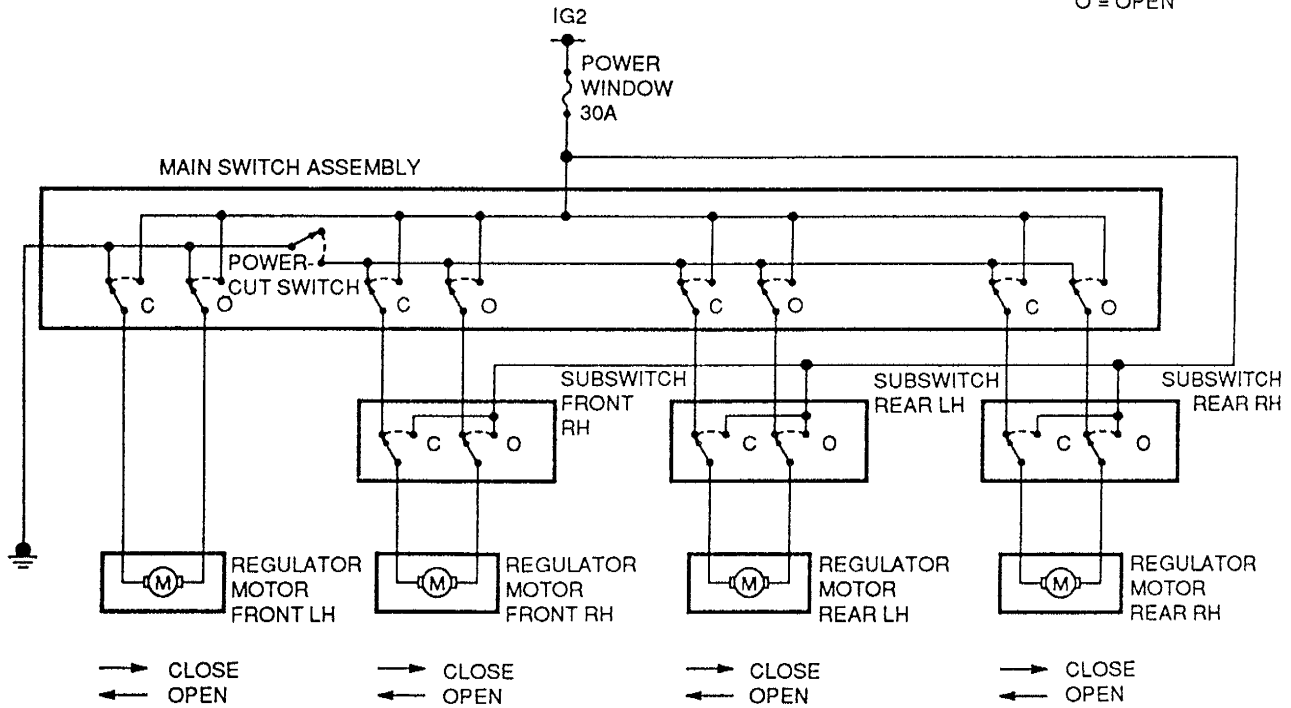 O = OPEN
IG2
POWER
WINDOW
30A
MAIN SWITCH ASSEMBLY
POWER-
CUT SWITCH
C
O
C
O
C
O
C
O
SUBSWITCH
FRONT
RH
SUBSWITCH
REAR LH
SUBSWITCH
REAR RH
C
O
C
O
C
O
M
REGULATOR
MOTOR
FRONT LH
M
REGULATOR
MOTOR
FRONT RH
M
REGULATOR
MOTOR
REAR LH
M
REGULATOR
MOTOR
REAR RH
CLOSE
OPEN
CLOSE
OPEN
CLOSE
OPEN
CLOSE
OPEN